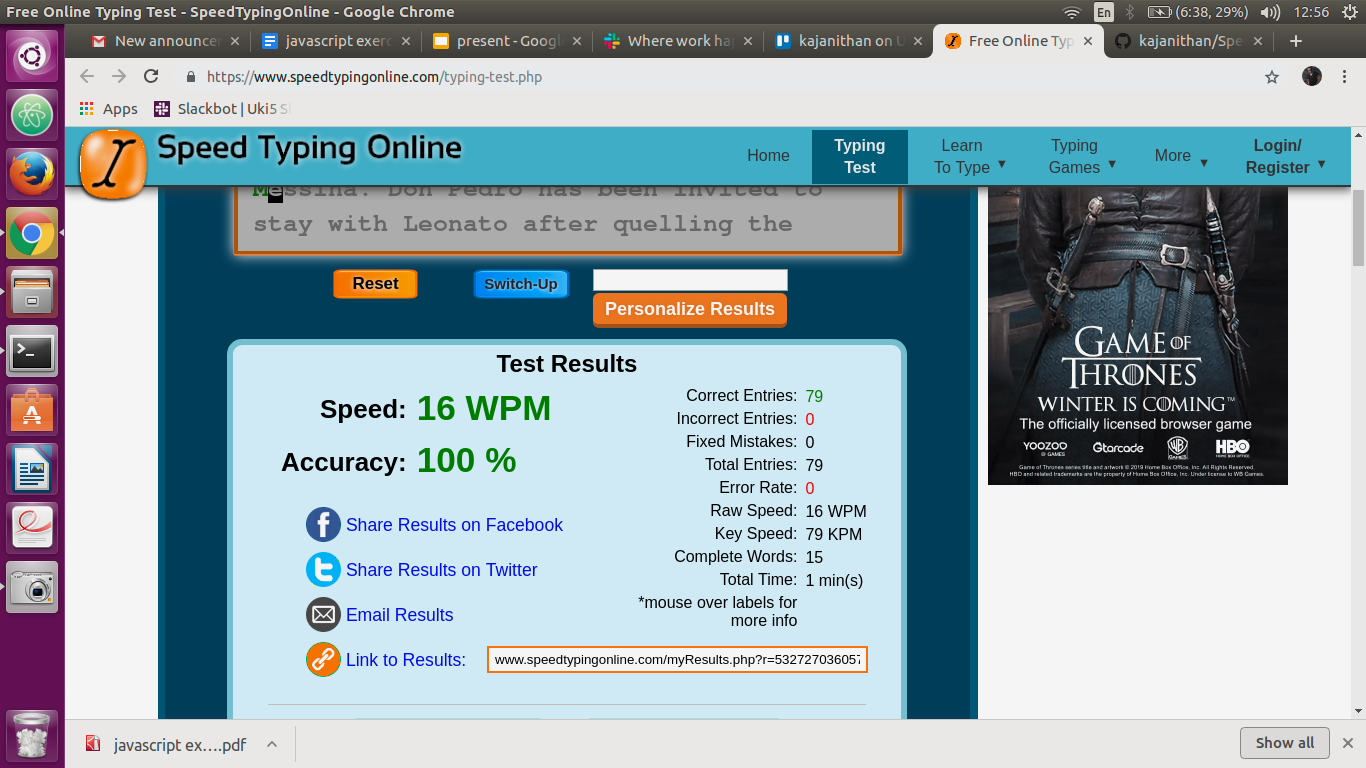 Free Online Typing Test - SpeedTypingOnline - Google Chrome
En
(6:38, 29%)
12:56
New announcer
javascript exerc
present - Googl
Where work ha
kajanithan on U
Free Online Typ
kajanithan/Spe
https://www.speedtypingonline.com/typing-test.php
Apps
Slackbot | Uki5 S
Speed Typing Online
Home
Typing Test
Learn To Type
Typing Games
More
Login/ Register
Messina. Don Pedro has been invited to
stay with Leonato after quelling the
Reset
Switch-Up
Personalize Results
Test Results
Speed: 16 WPM
Accuracy: 100 %
Share Results on Facebook
Share Results on Twitter
Email Results
Link to Results: www.speedtypingonline.com/myResults.php?r=532727036057
Correct Entries: 79
Incorrect Entries: 0
Fixed Mistakes: 0
Total Entries: 79
Error Rate: 0
Raw Speed: 16 WPM
Key Speed: 79 KPM
Complete Words: 15
Total Time: 1 min(s)
*mouse over labels for
more info
GAME OF
THRONES
WINTER IS COMING™
The officially licensed browser game
YOOZOO GAMES
Gtarcade
WB
HBO
Game of Thrones series title and artwork © 2019 Home Box Office, Inc. All Rights Reserved.
HBO and related trademarks are the property of Home Box Office, Inc. Under license to WB Games.
javascript ex....pdf
Show all